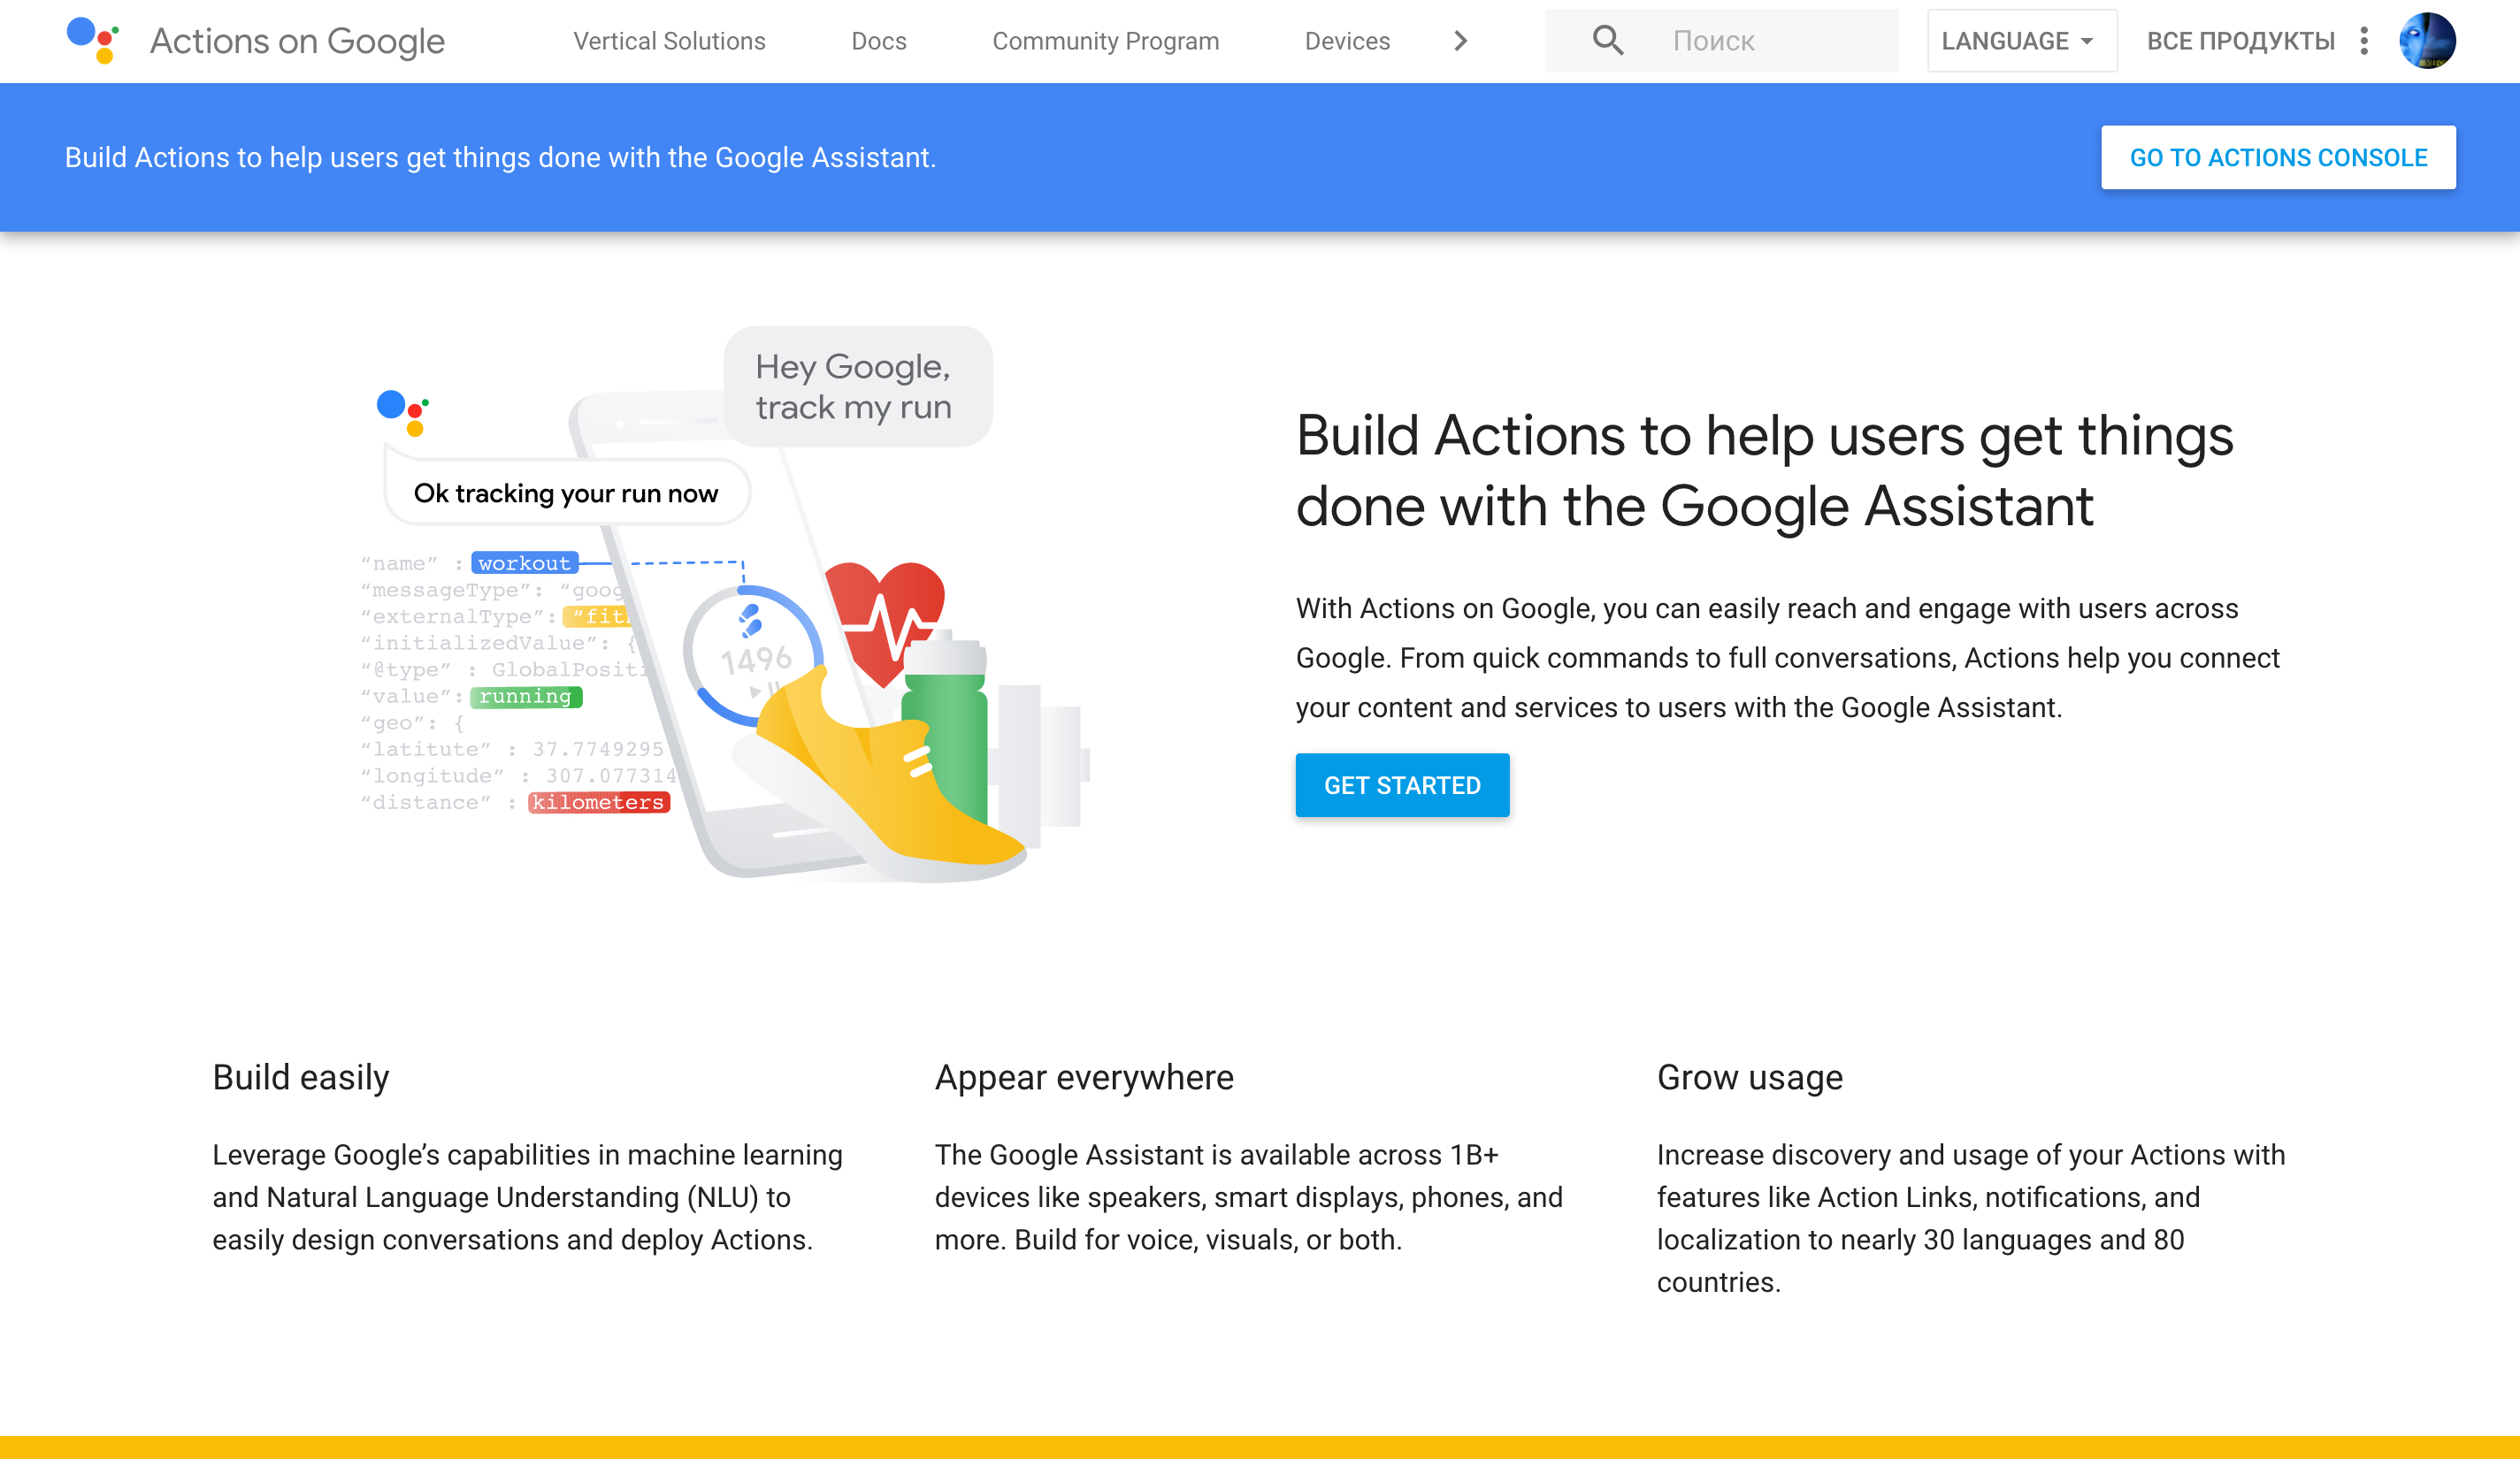 Actions on Google
Vertical Solutions
Docs
Community Program
Devices
Поиск
LANGUAGE
ВСЕ ПРОДУКТЫ
Build Actions to help users get things done with the Google Assistant.
GO TO ACTIONS CONSOLE
Hey Google,
track my run
Ok tracking your run now
“name” : workout
“messageType”: “goog
“externalType”: “fit
“initializedValue”: {
“@type” : GlobalPositi
“value”: running
“geo”: {
“latitute” : 37.7749295
“longitude” : 307.077314
“distance” : kilometers
1496
Build Actions to help users get things
done with the Google Assistant
With Actions on Google, you can easily reach and engage with users across
Google. From quick commands to full conversations, Actions help you connect
your content and services to users with the Google Assistant.
GET STARTED
Build easily
Leverage Google’s capabilities in machine learning
and Natural Language Understanding (NLU) to
easily design conversations and deploy Actions.
Appear everywhere
The Google Assistant is available across 1B+
devices like speakers, smart displays, phones, and
more. Build for voice, visuals, or both.
Grow usage
Increase discovery and usage of your Actions with
features like Action Links, notifications, and
localization to nearly 30 languages and 80
countries.